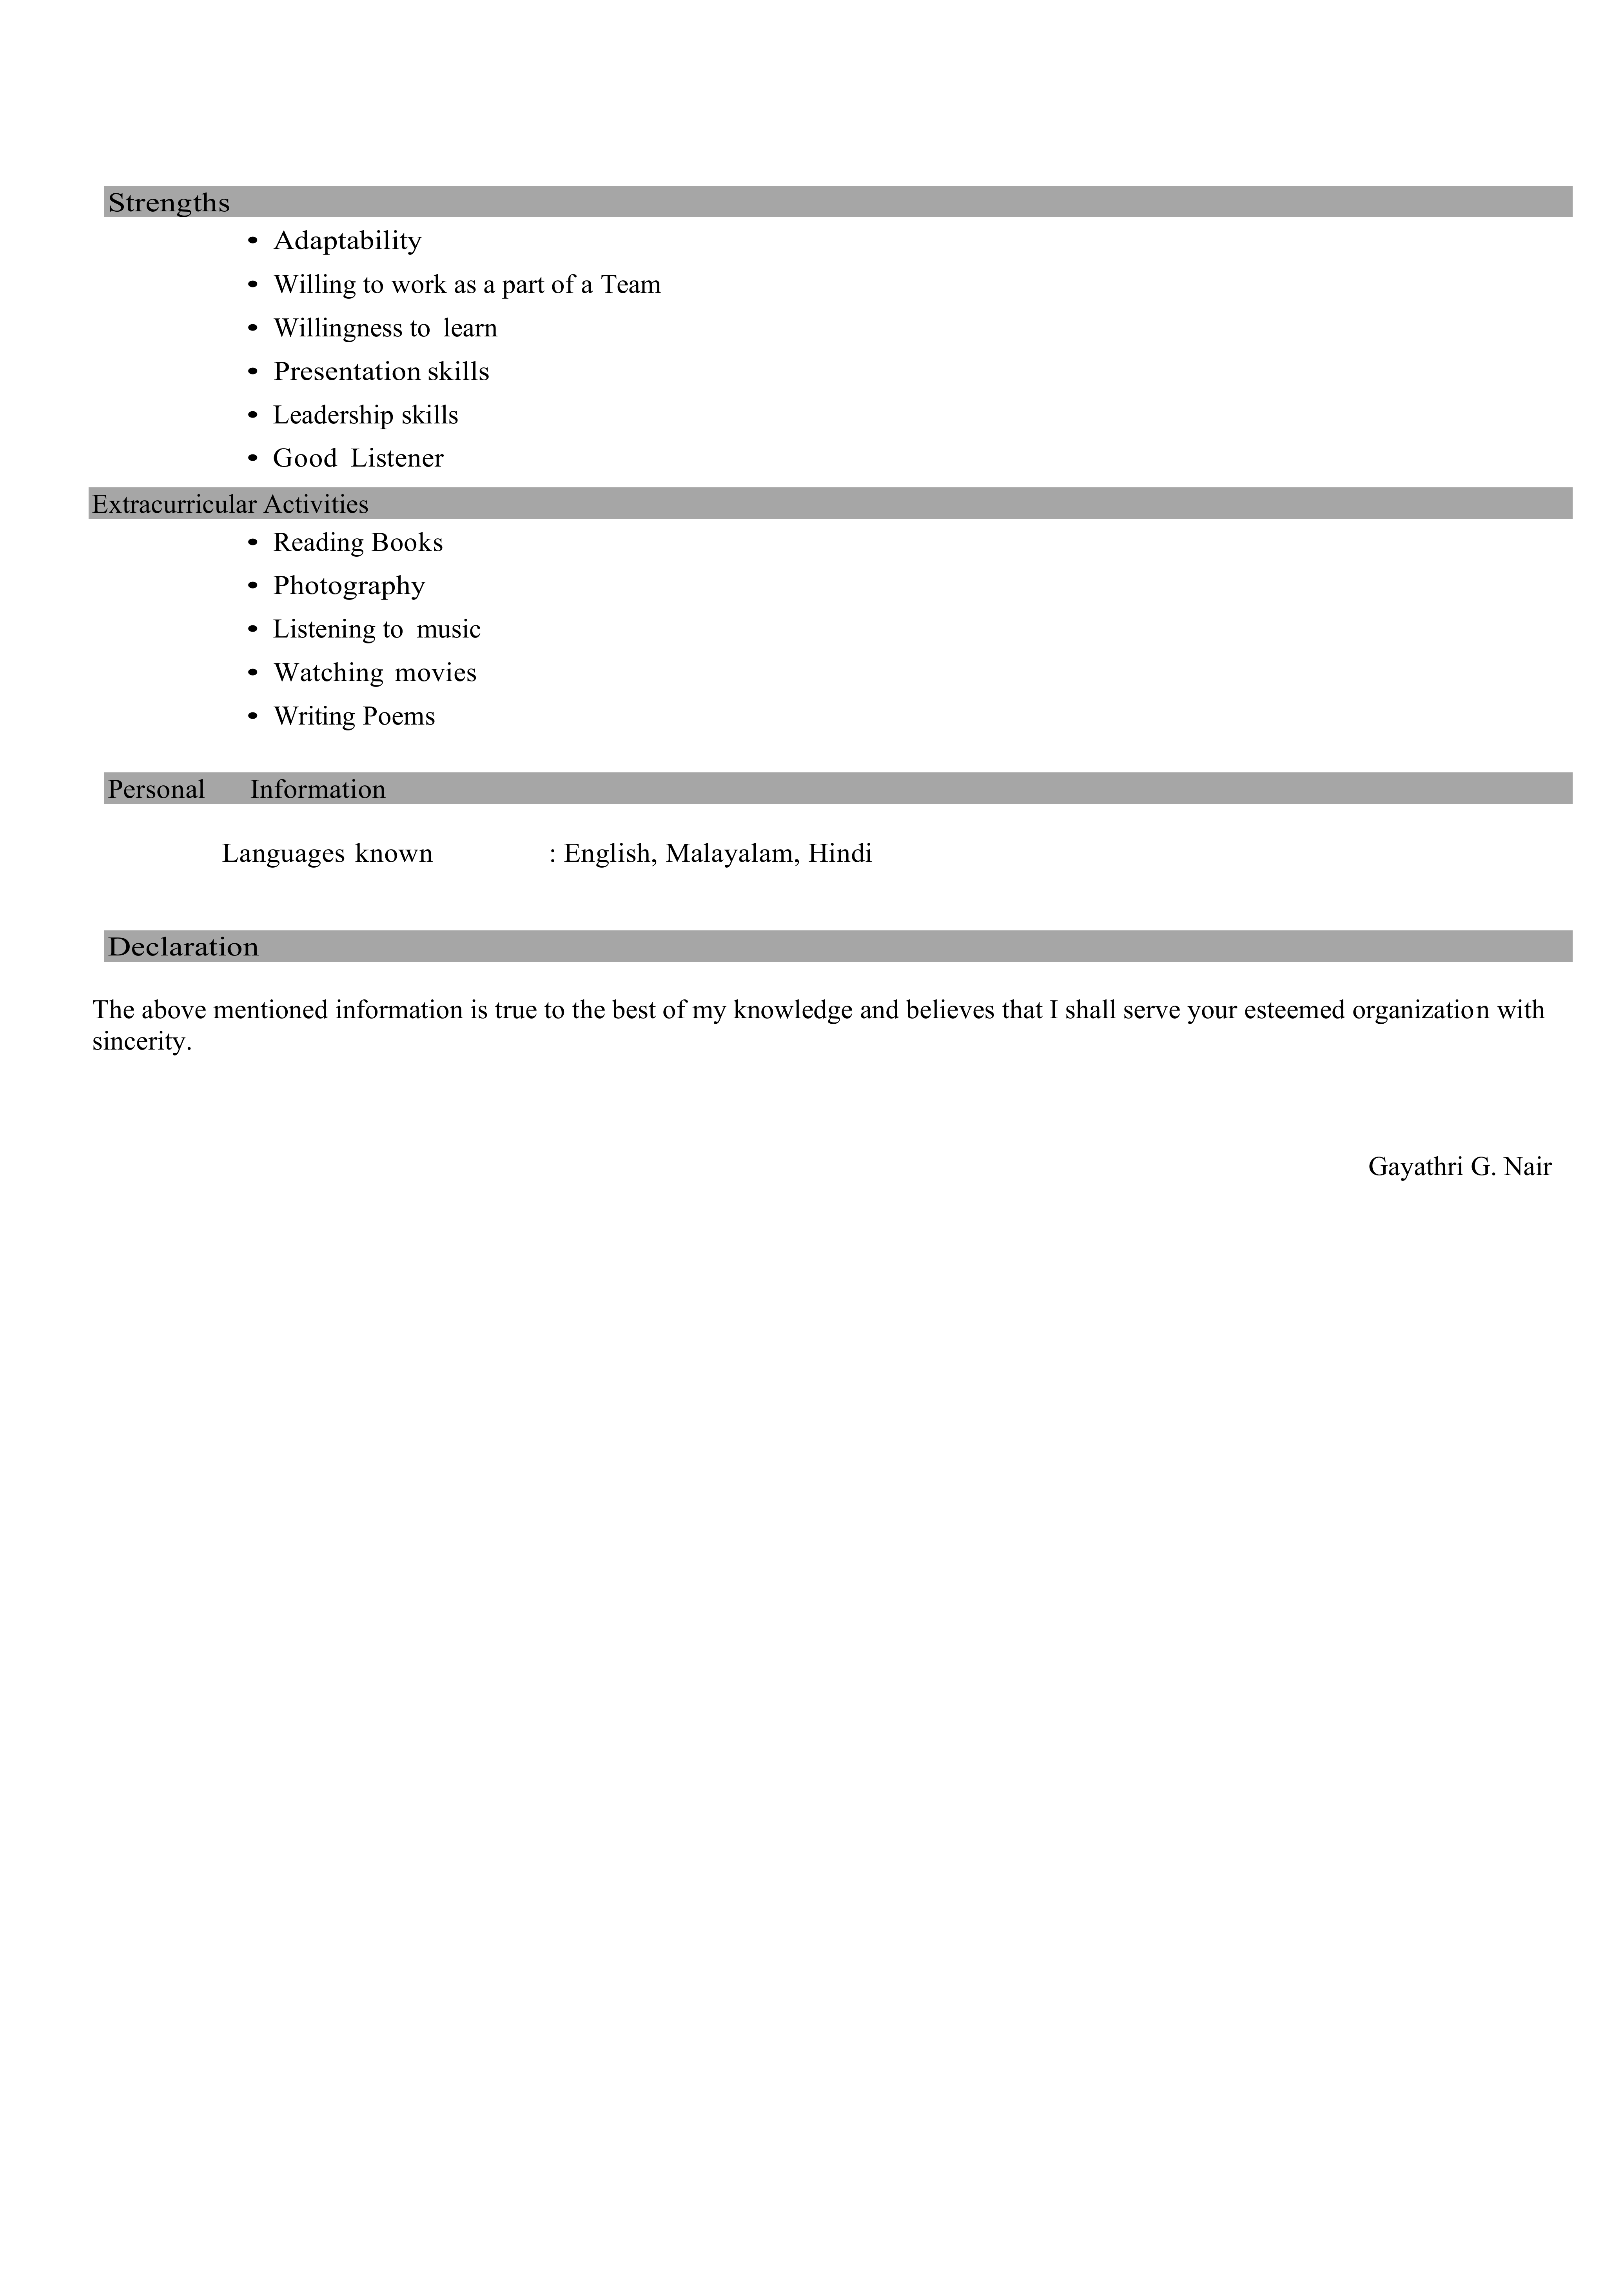 Strengths
• Adaptability
• Willing to work as a part of a Team
• Willingness to learn
• Presentation skills
• Leadership skills
• Good Listener
Extracurricular Activities
• Reading Books
• Photography
• Listening to music
• Watching movies
• Writing Poems
Personal Information
Languages known : English, Malayalam, Hindi
Declaration
The above mentioned information is true to the best of my knowledge and believes that I shall serve your esteemed organization with
sincerity.
Gayathri G. Nair